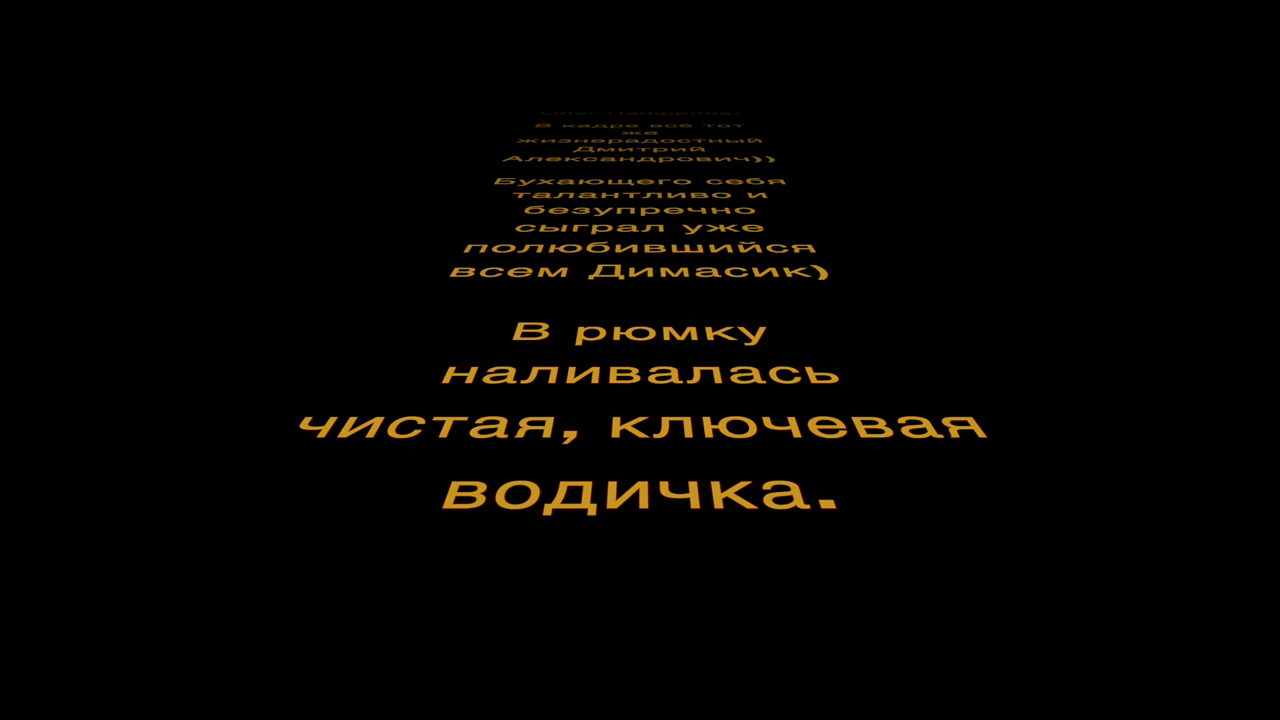 В кадре всё тот
же
жизнерадостный
Дмитрий
Александрович))
Бухающего себя
талантливо и
безупречно
сыграл уже
полюбившийся
всем Димасик)
В рюмку
наливалась
чистая, ключевая
водичка.